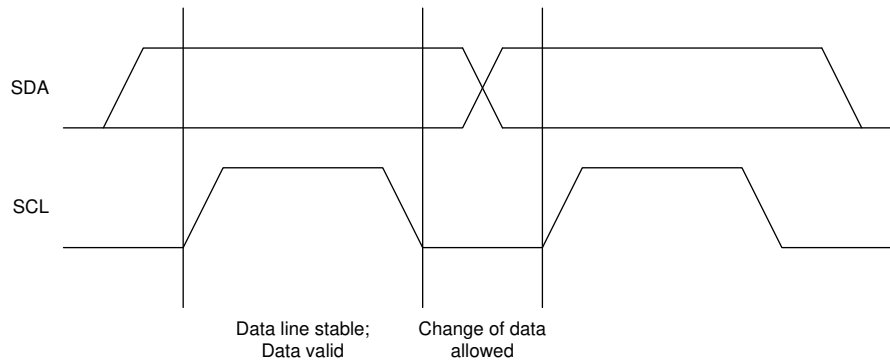 SDA
SCL
Data line stable;
Data valid
Change of data
allowed